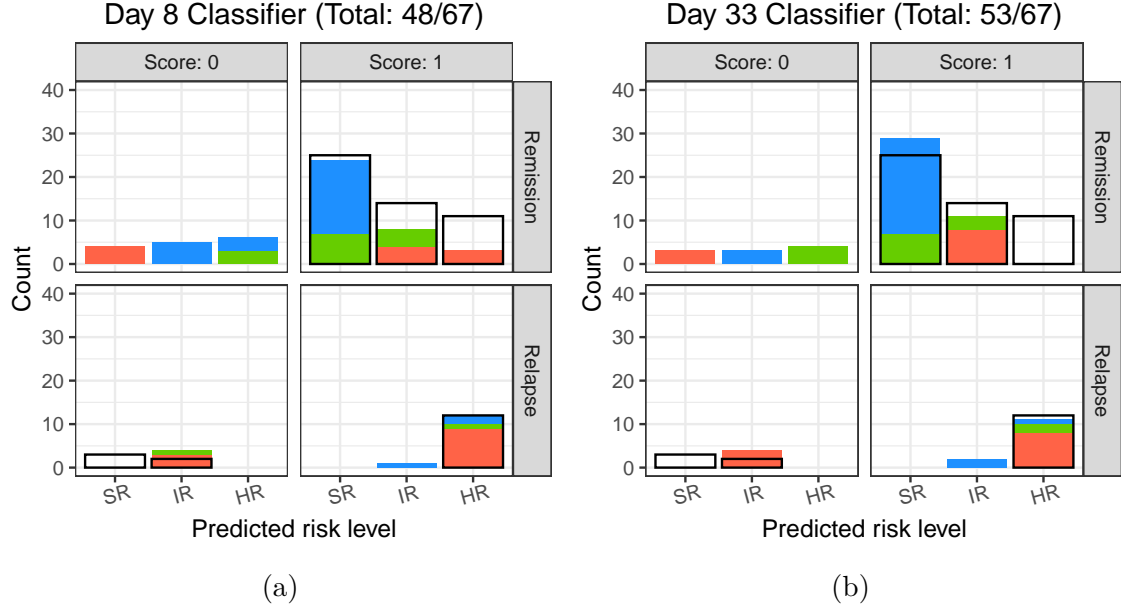 Day 8 Classifier (Total: 48/67)
Score: 0
Score: 1
Count
40
30
20
10
0
Remission
40
30
20
10
0
Relapse
SR
IR
HR
SR
IR
HR
Predicted risk level
(a)
Day 33 Classifier (Total: 53/67)
Score: 0
Score: 1
Count
40
30
20
10
0
Remission
40
30
20
10
0
Relapse
SR
IR
HR
SR
IR
HR
Predicted risk level
(b)